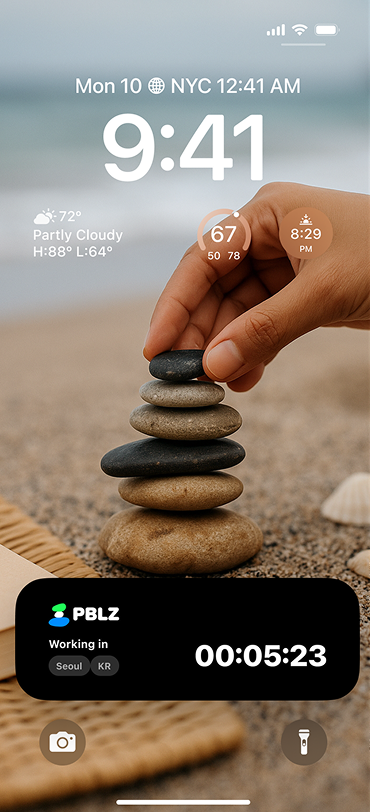 Mon 10 NYC 12:41 AM
9:41
72°
Partly Cloudy
H:88° L:64°
67
50 78
8:29
PM
PBLZ
Working in
Seoul KR
00:05:23